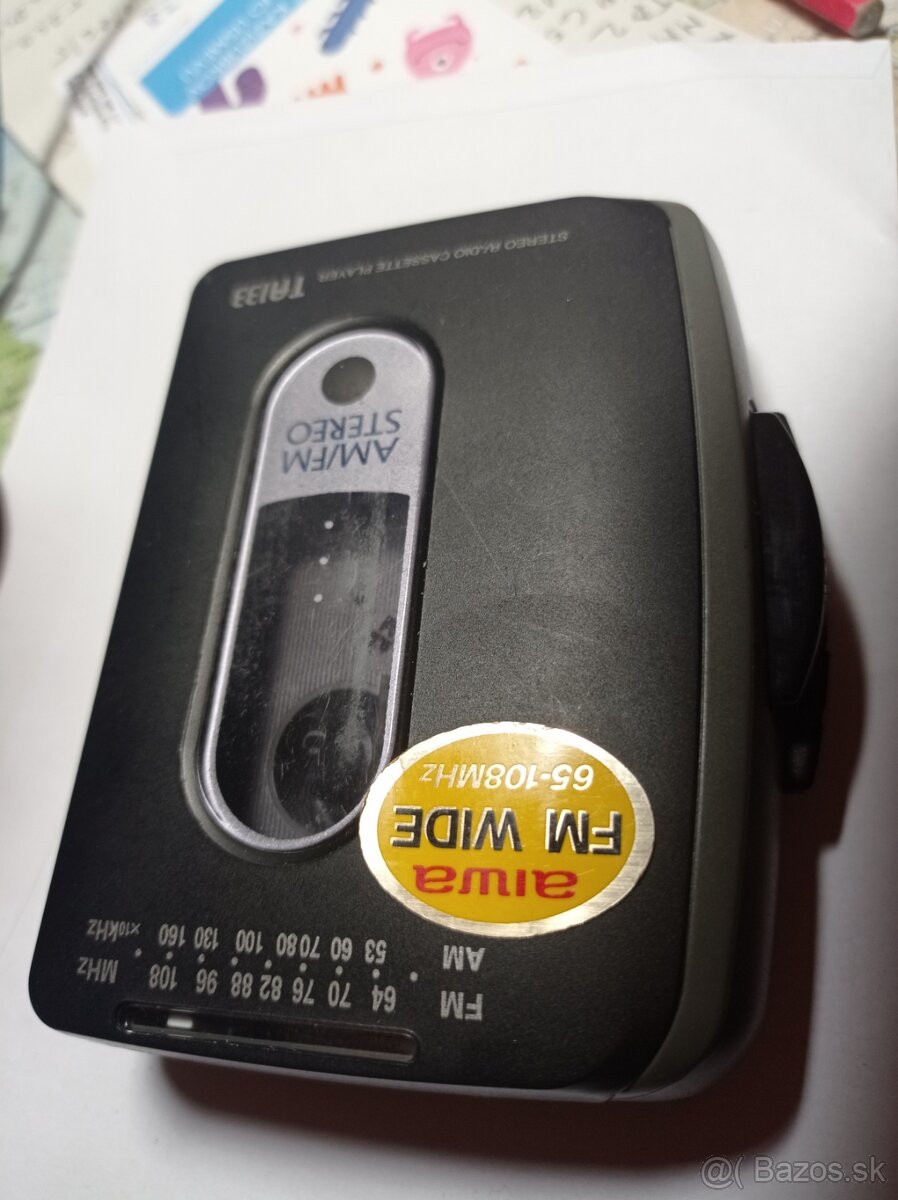 FM 64 70 76 82 88 96 108 MHz
AM 53 60 70 80 100 130 160 x10kHz
aiwa
FM WIDE
65-108MHz
AM/FM
STEREO
STEREO RADIO CASSETTE PLAYER TA133
@( Bazos.sk